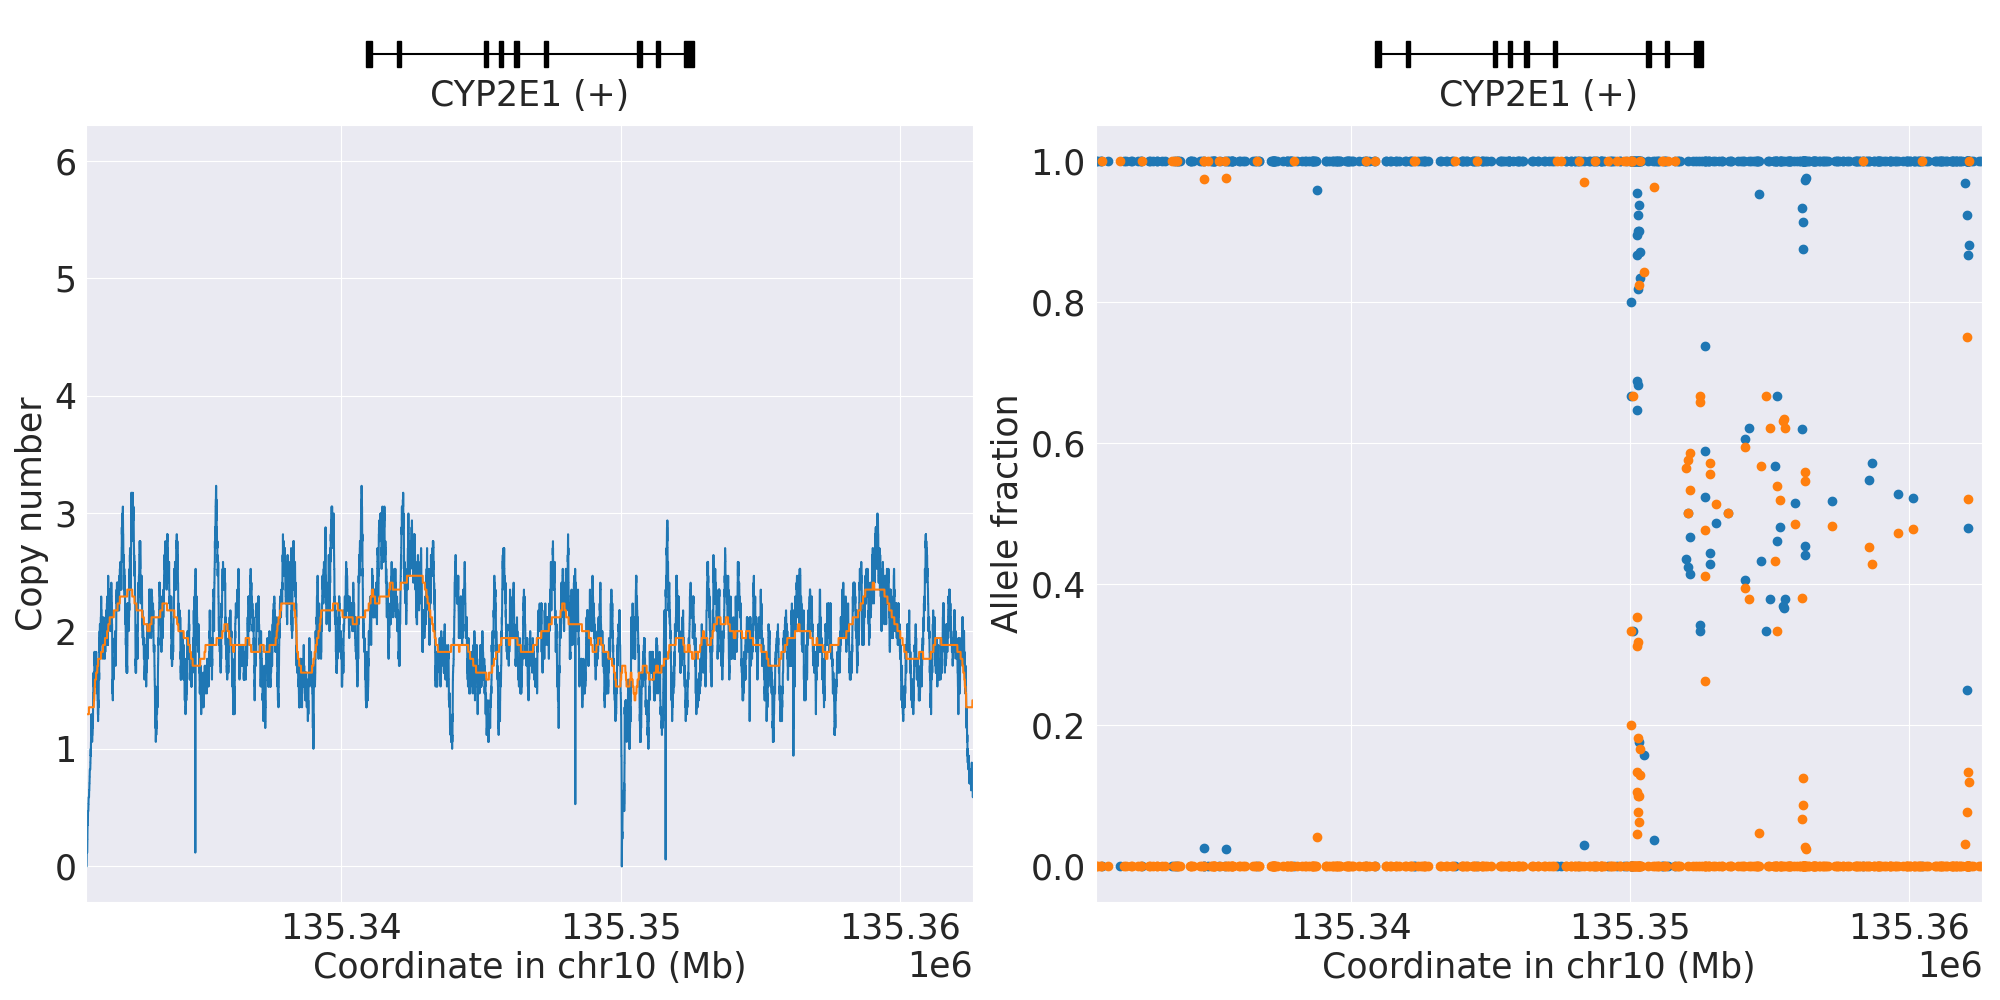 CYP2E1 (+)
6
5
4
3
2
1
0
Copy number
135.34
135.35
135.36
Coordinate in chr10 (Mb)
1e6
CYP2E1 (+)
1.0
0.8
0.6
0.4
0.2
0.0
Allele fraction
135.34
135.35
135.36
Coordinate in chr10 (Mb)
1e6